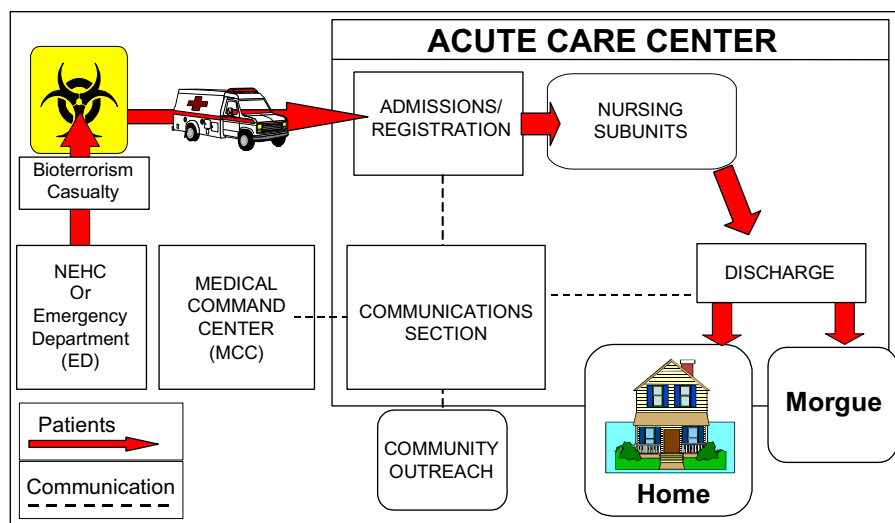 ACUTE CARE CENTER
ADMISSIONS/
REGISTRATION
NURSING
SUBUNITS
Bioterrorism
Casualty
NEHC
Or
Emergency
Department
(ED)
MEDICAL
COMMAND
CENTER
(MCC)
COMMUNICATIONS
SECTION
DISCHARGE
Patients
Communication
COMMUNITY
OUTREACH
Home
Morgue